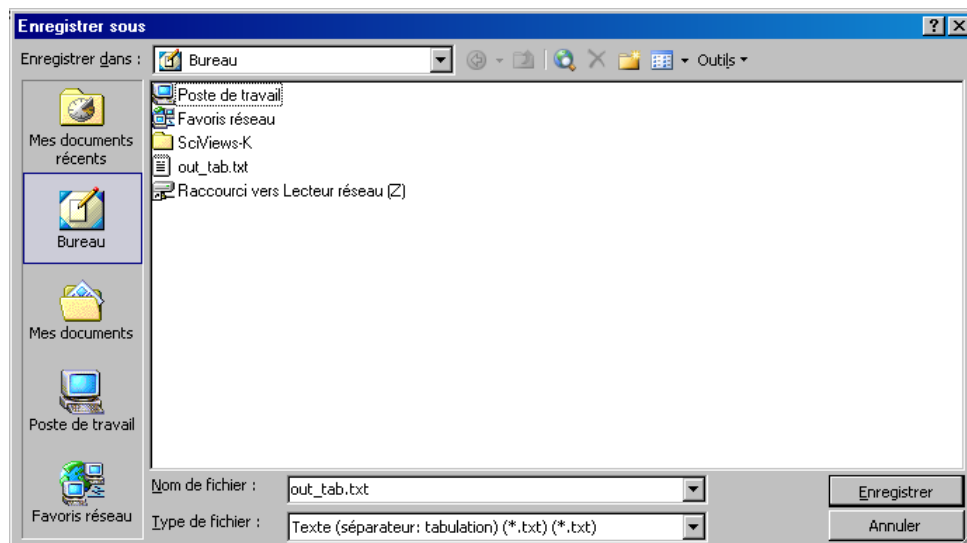 Enregistrer sous
Enregistrer dans :
Bureau
Outils
Mes documents
récents
Bureau
Mes documents
Poste de travail
Favoris réseau
Poste de travail
Favoris réseau
SciViews-K
out_tab.txt
Raccourci vers Lecteur réseau (Z)
Nom de fichier :
out_tab.txt
Enregistrer
Type de fichier :
Texte (séparateur: tabulation) (*.txt) (*.txt)
Annuler